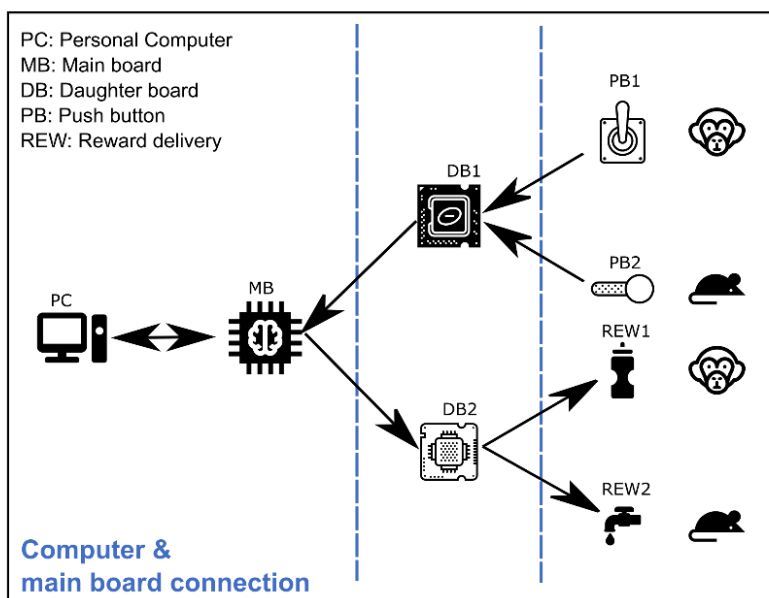 PC: Personal Computer
MB: Main board
DB: Daughter board
PB: Push button
REW: Reward delivery
PB1
DB1
PB2
PC
MB
REW1
DB2
REW2
Computer &
main board connection